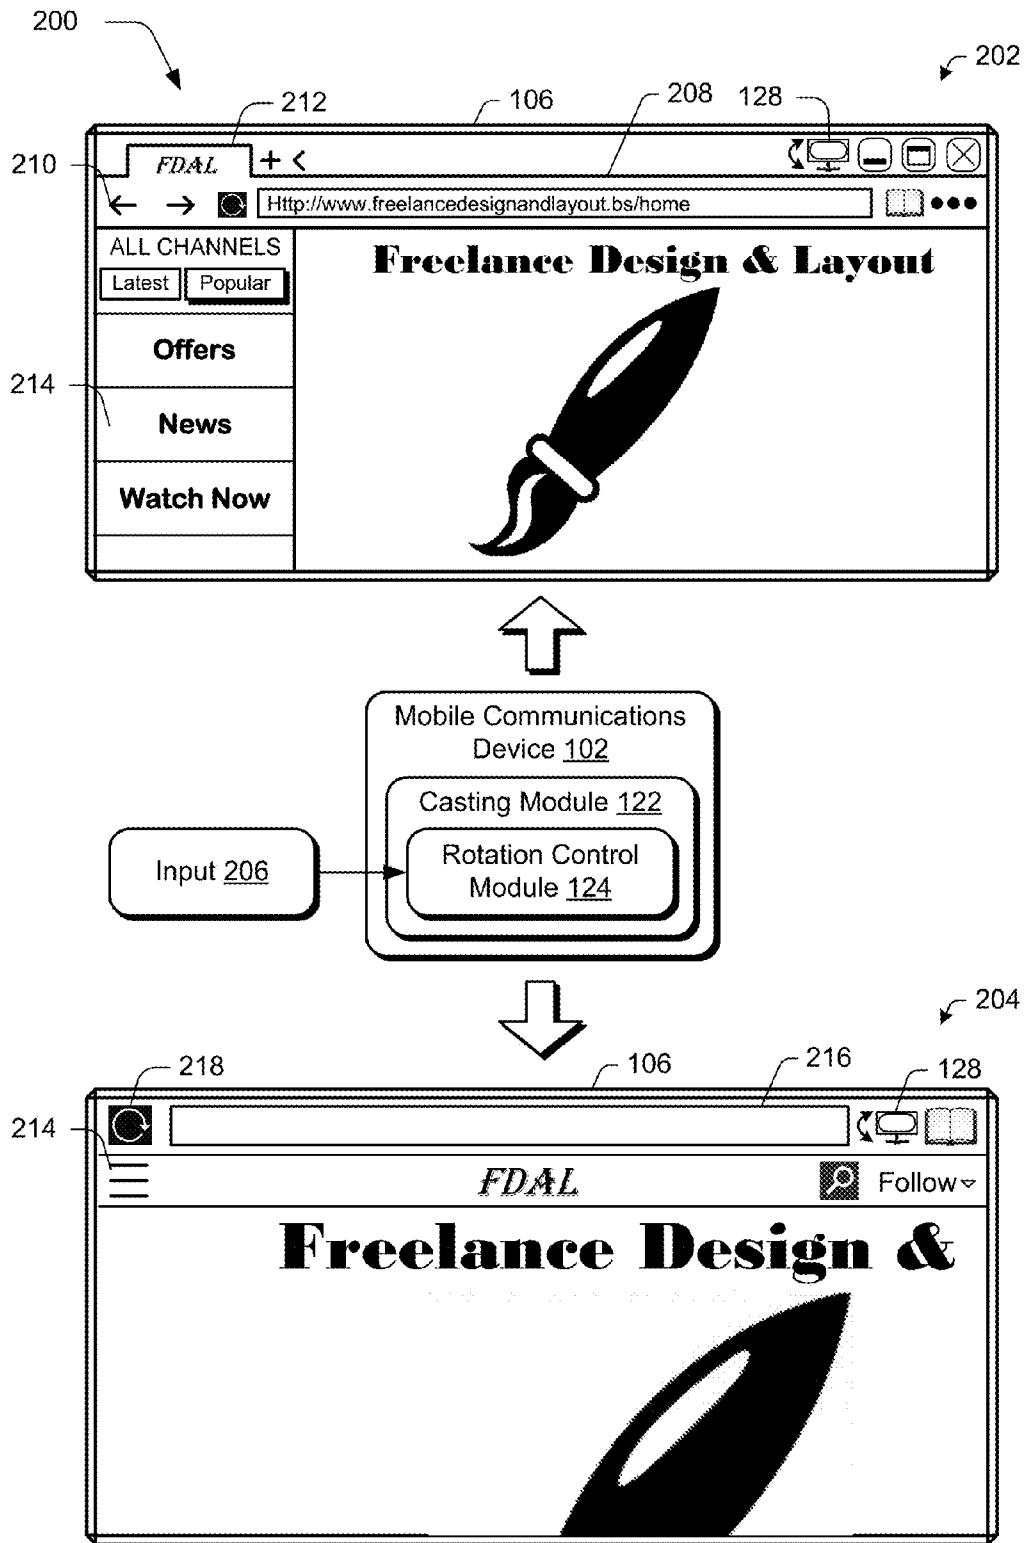 200
202
212
106
208
128
FDAL
+ <
210
Http://www.freelancedesignandlayout.bs/home
ALL CHANNELS
Latest
Popular
Freelance Design & Layout
Offers
214
News
Watch Now
Mobile Communications
Device 102
Casting Module 122
Input 206
Rotation Control
Module 124
204
218
106
216
128
214
FDAL
Follow
Freelance Design &